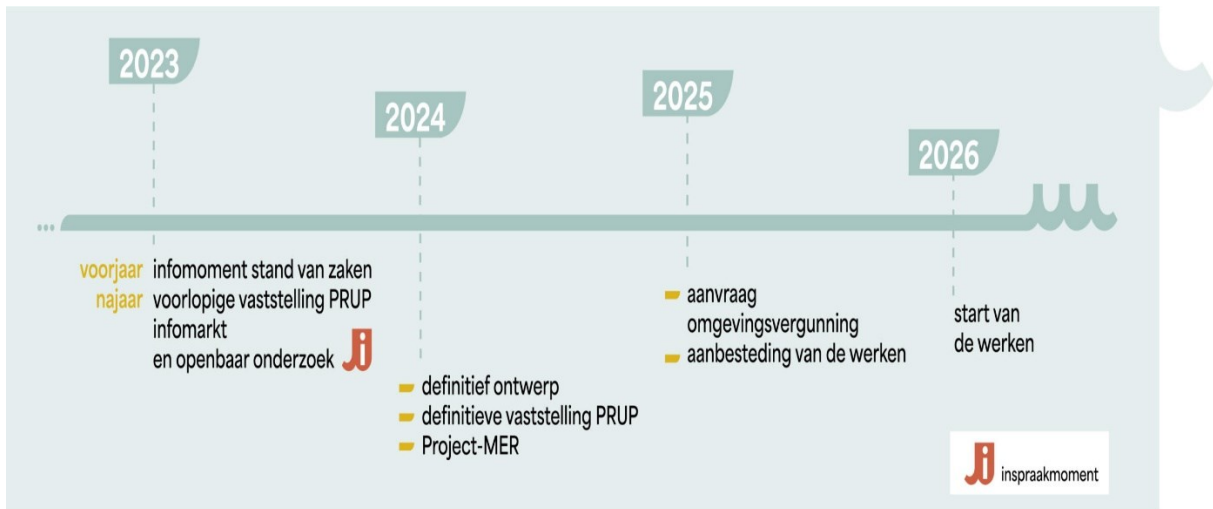 2023
2024
2025
2026
...
voorjaar infomoment stand van zaken
najaar voorlopige vaststelling PRUP
infomarkt
en openbaar onderzoek
definitief ontwerp
definitieve vaststelling PRUP
Project-MER
aanvraag
omgevingsvergunning
aanbesteding van de werken
start van
de werken
inspraakmoment